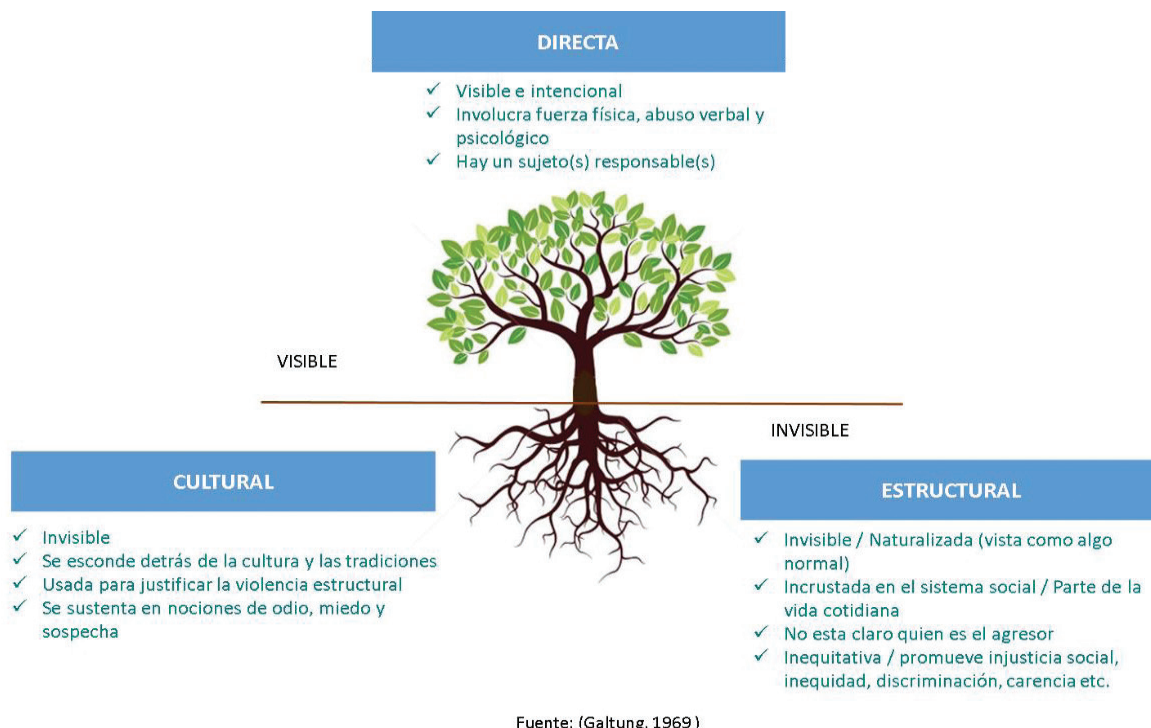 DIRECTA
✓ Visible e intencional
✓ Involucra fuerza física, abuso verbal y
psicológico
✓ Hay un sujeto(s) responsable(s)
VISIBLE
INVISIBLE
CULTURAL
✓ Invisible
✓ Se esconde detrás de la cultura y las tradiciones
✓ Usada para justificar la violencia estructural
✓ Se sustenta en nociones de odio, miedo y
sospecha
ESTRUCTURAL
✓ Invisible / Naturalizada (vista como algo
normal)
✓ Incrustada en el sistema social / Parte de la
vida cotidiana
✓ No esta claro quien es el agresor
✓ Inequitativa / promueve injusticia social,
inequidad, discriminación, carencia etc.
Fuente: (Galtung, 1969 )